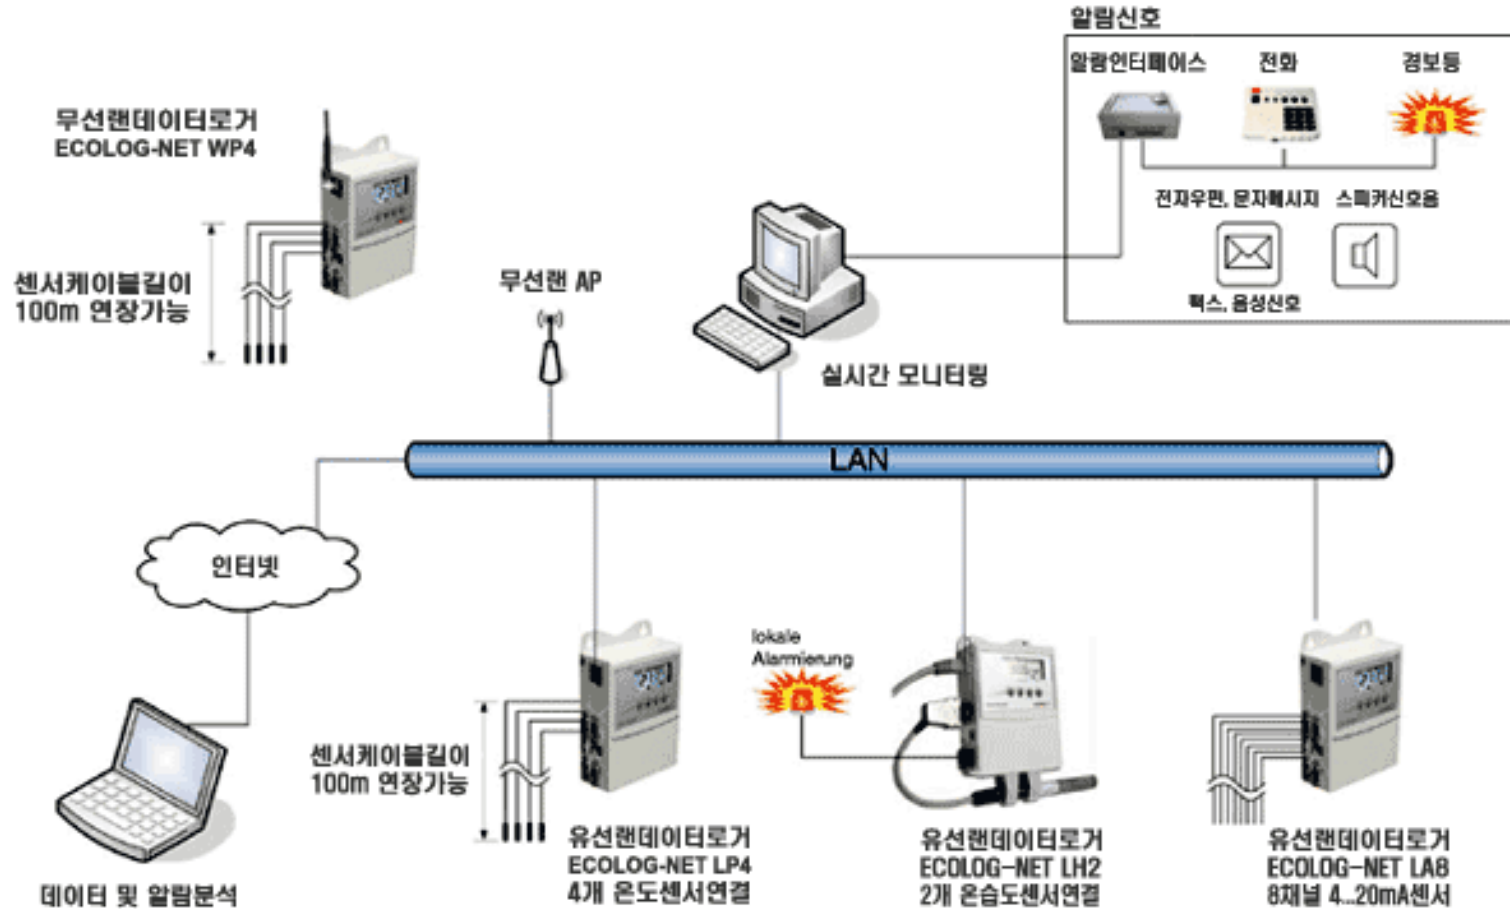 알람신호
알람인터페이스
전화
경보등
전자우편, 문자메시지
스피커신호음
팩스, 음성신호
무선랜데이터로거
ECOLOG-NET WP4
센서케이블길이
100m 연장가능
무선랜 AP
실시간 모니터링
LAN
인터넷
데이터 및 알람분석
센서케이블길이
100m 연장가능
유선랜데이터로거
ECOLOG-NET LP4
4개 온도센서연결
lokale
Alarmierung
유선랜데이터로거
ECOLOG-NET LH2
2개 온습도센서연결
유선랜데이터로거
ECOLOG-NET LA8
8채널 4...20mA센서